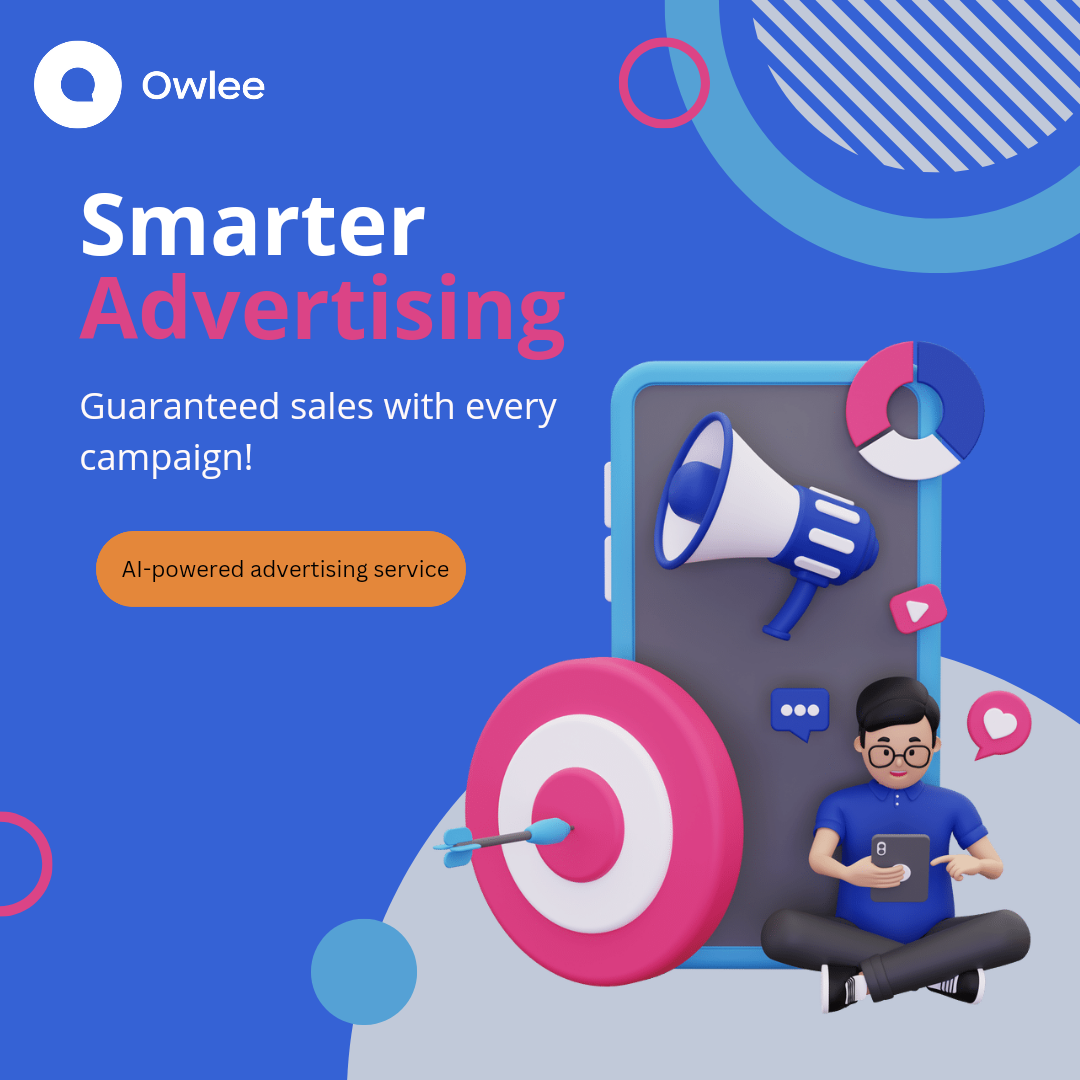 Owlee
Smarter
Advertising
Guaranteed sales with every
campaign!
AI-powered advertising service